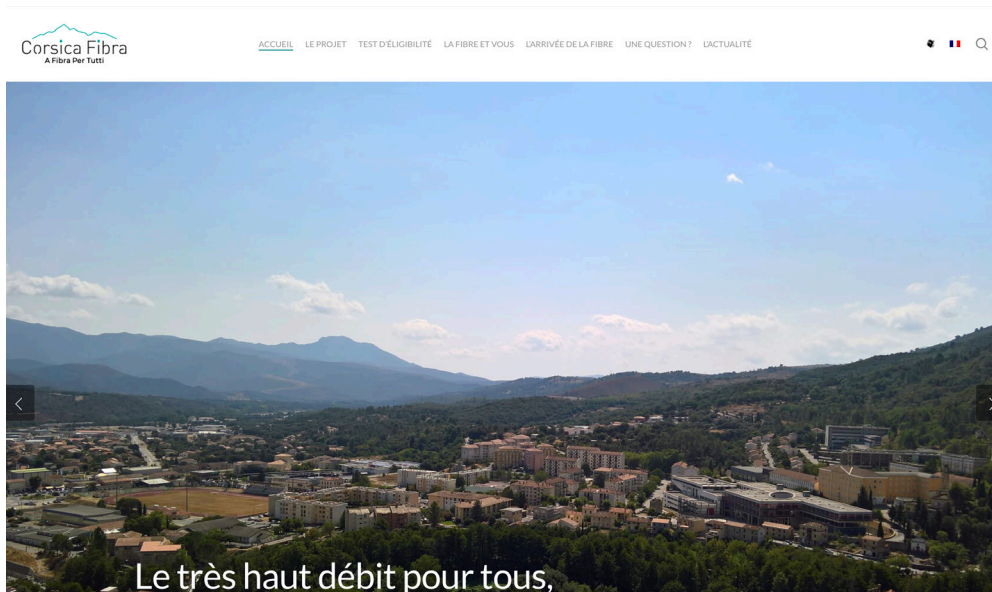 Corsica Fibra
A Fibra Per Tutti
ACCUEIL LE PROJET TEST D'ÉLIGIBILITÉ LA FIBRE ET VOUS L'ARRIVÉE DE LA FIBRE UNE QUESTION ? L'ACTUALITÉ
Le très haut débit pour tous,